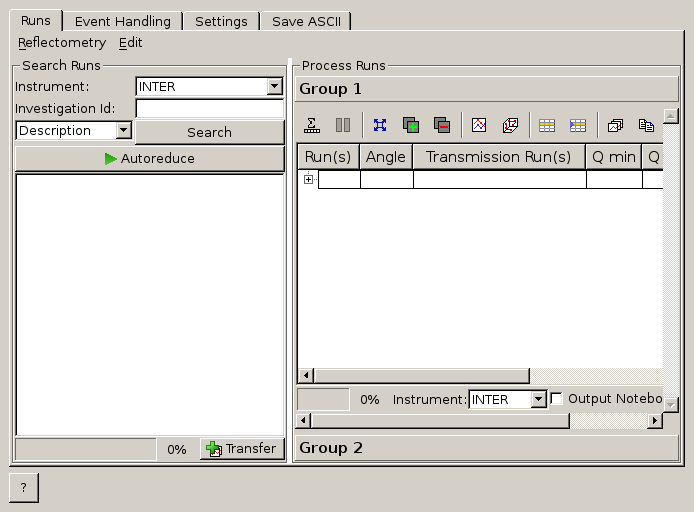 Runs Event Handling Settings Save ASCII
Reflectometry Edit
Search Runs
Instrument: INTER
Investigation Id:
Description Search
Autoreduce
0% Transfer
Process Runs
Group 1
Run(s) Angle Transmission Run(s) Q min Q
0% Instrument: INTER Output Notebo
Group 2
?